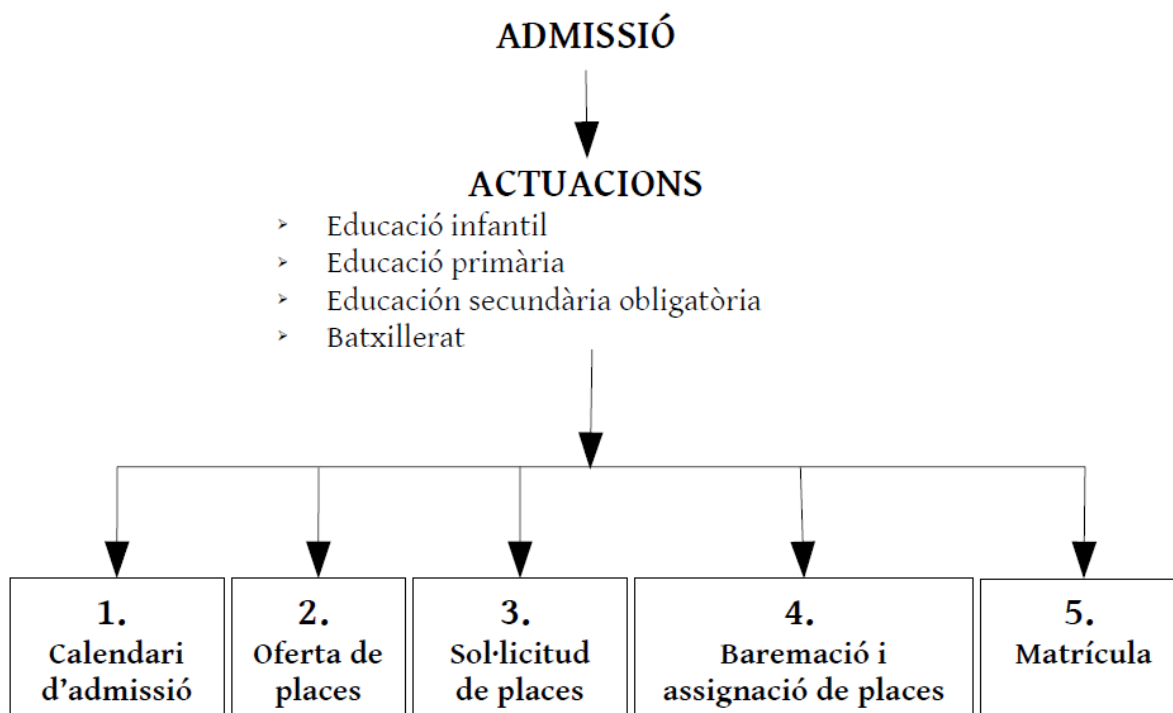 ADMISSIÓ
ACTUACIONS
➢ Educació infantil
➢ Educació primària
➢ Educación secundària obligatòria
➢ Batxillerat
1.
Calendari
d’admissió
2.
Oferta de
places
3.
Sol·licitud
de places
4.
Baremació i
assignació de places
5.
Matrícula